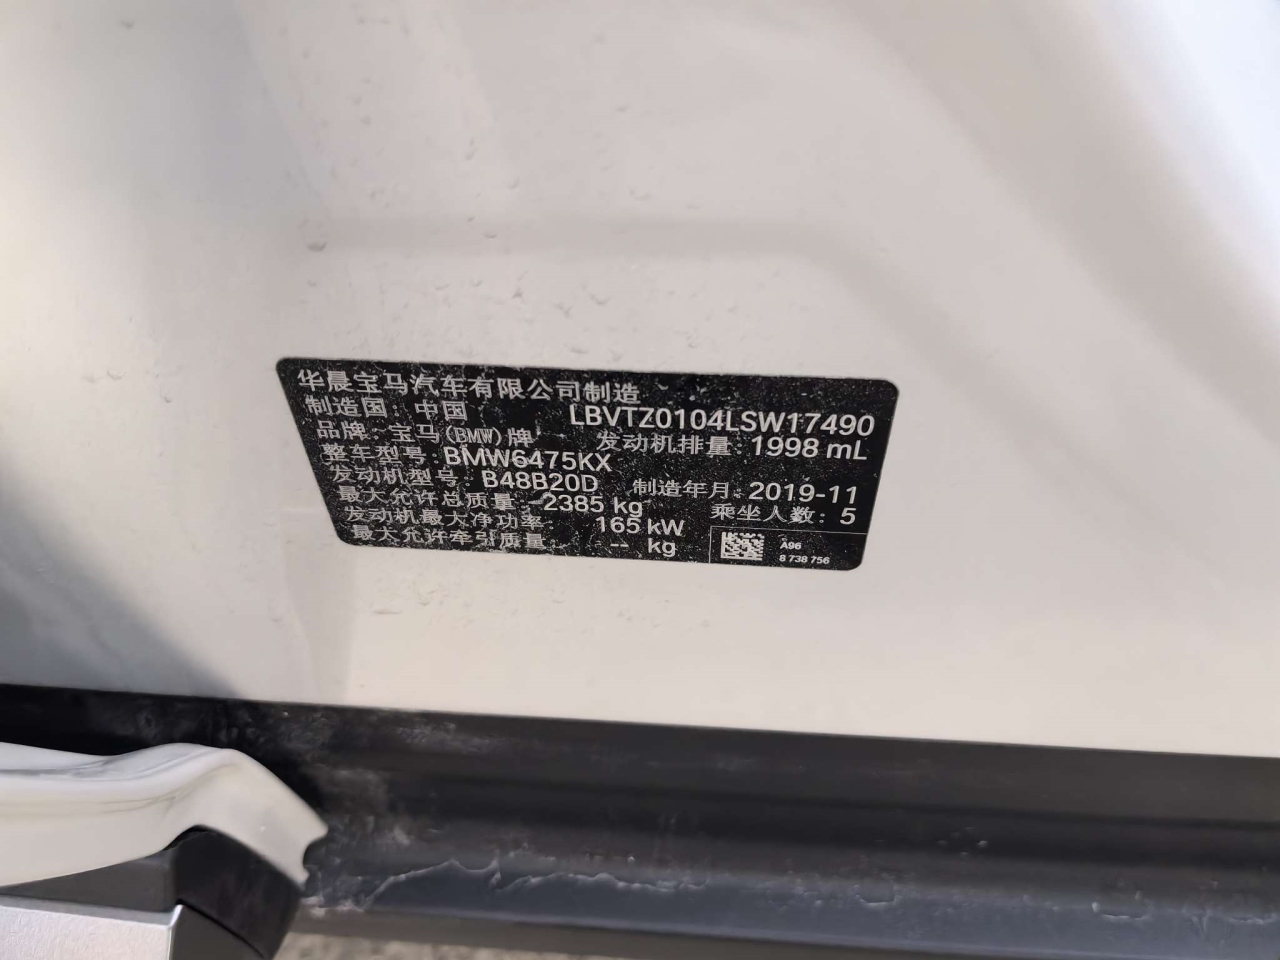 华晨宝马汽车有限公司制造
制造国：中国 LBVTZ0104LSW17490
品牌：宝马(BMW)牌 发动机排量：1998 mL
整车型号：BMW6475KX
发动机型号：B48B20D 制造年月：2019-11
最大允许总质量：2385 kg 乘坐人数：5
发动机最大净功率：165 kW
最大允许牵引质量：-- kg
A96
8 738 756